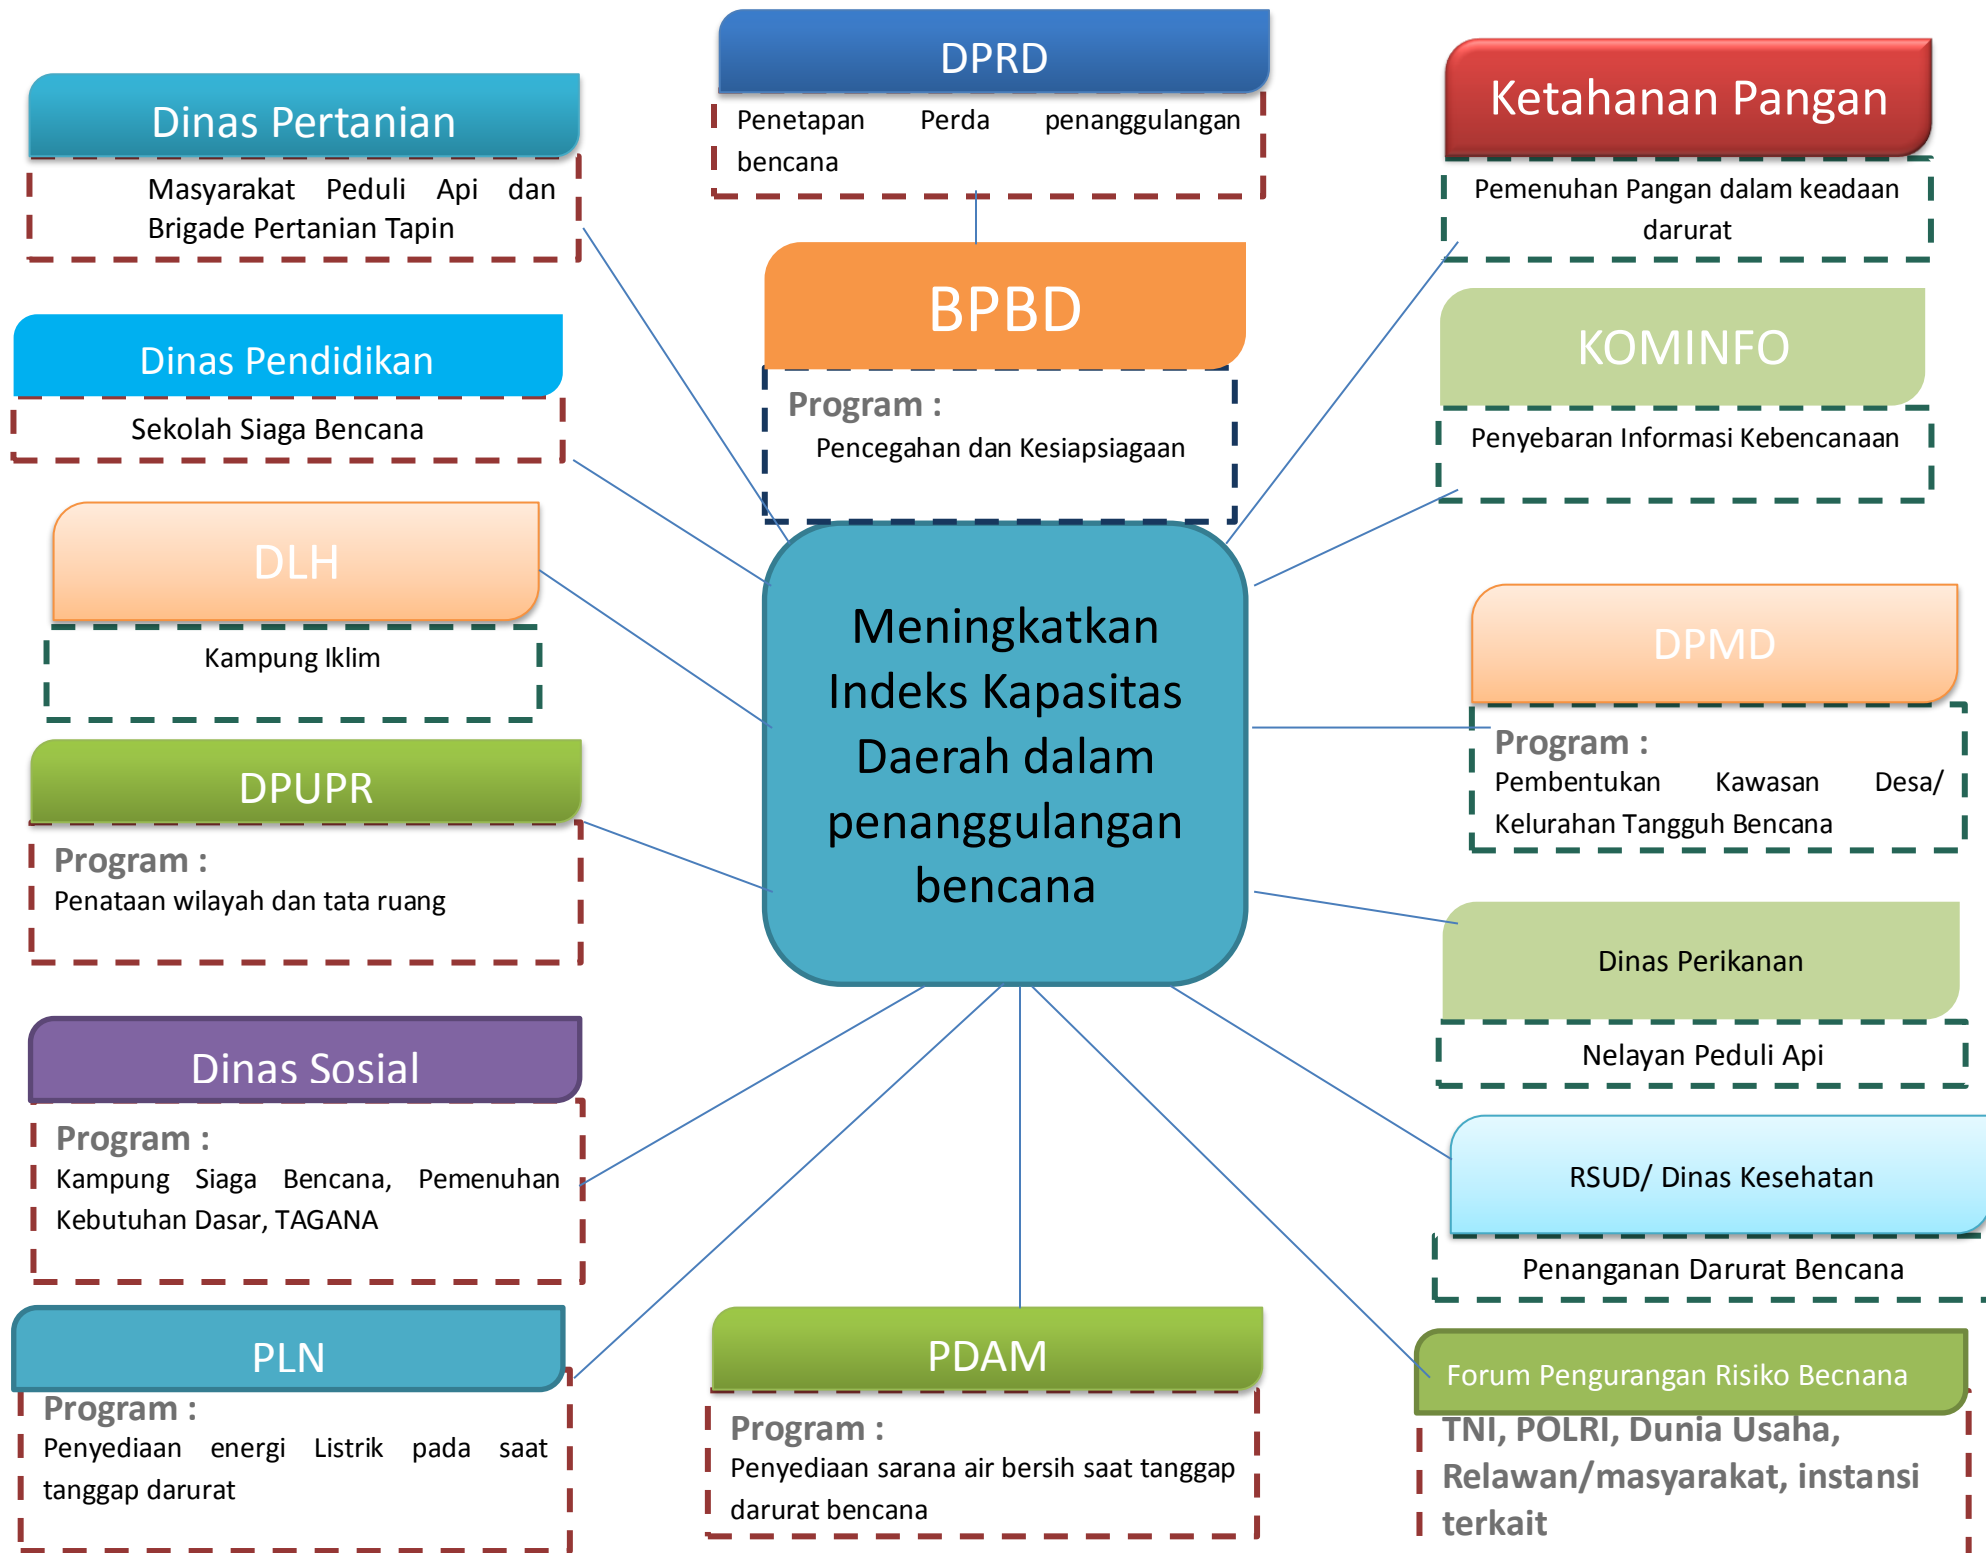 DPRD
Penetapan Perda penanggulangan
bencana
Dinas Pertanian
Masyarakat Peduli Api dan
Brigade Pertanian Tapin
Ketahanan Pangan
Pemenuhan Pangan dalam keadaan
darurat
BPBD
Program :
Pencegahan dan Kesiapsiagaan
Dinas Pendidikan
Sekolah Siaga Bencana
KOMINFO
Penyebaran Informasi Kebencanaan
DLH
Kampung Iklim
Meningkatkan
Indeks Kapasitas
Daerah dalam
penanggulangan
bencana
DPMD
Program :
Pembentukan Kawasan Desa/
Kelurahan Tangguh Bencana
DPUPR
Program :
Penataan wilayah dan tata ruang
Dinas Perikanan
Nelayan Peduli Api
Dinas Sosial
Program :
Kampung Siaga Bencana, Pemenuhan
Kebutuhan Dasar, TAGANA
RSUD/ Dinas Kesehatan
Penanganan Darurat Bencana
PLN
Program :
Penyediaan energi Listrik pada saat
tanggap darurat
PDAM
Program :
Penyediaan sarana air bersih saat tanggap
darurat bencana
Forum Pengurangan Risiko Becnana
TNI, POLRI, Dunia Usaha,
Relawan/masyarakat, instansi
terkait